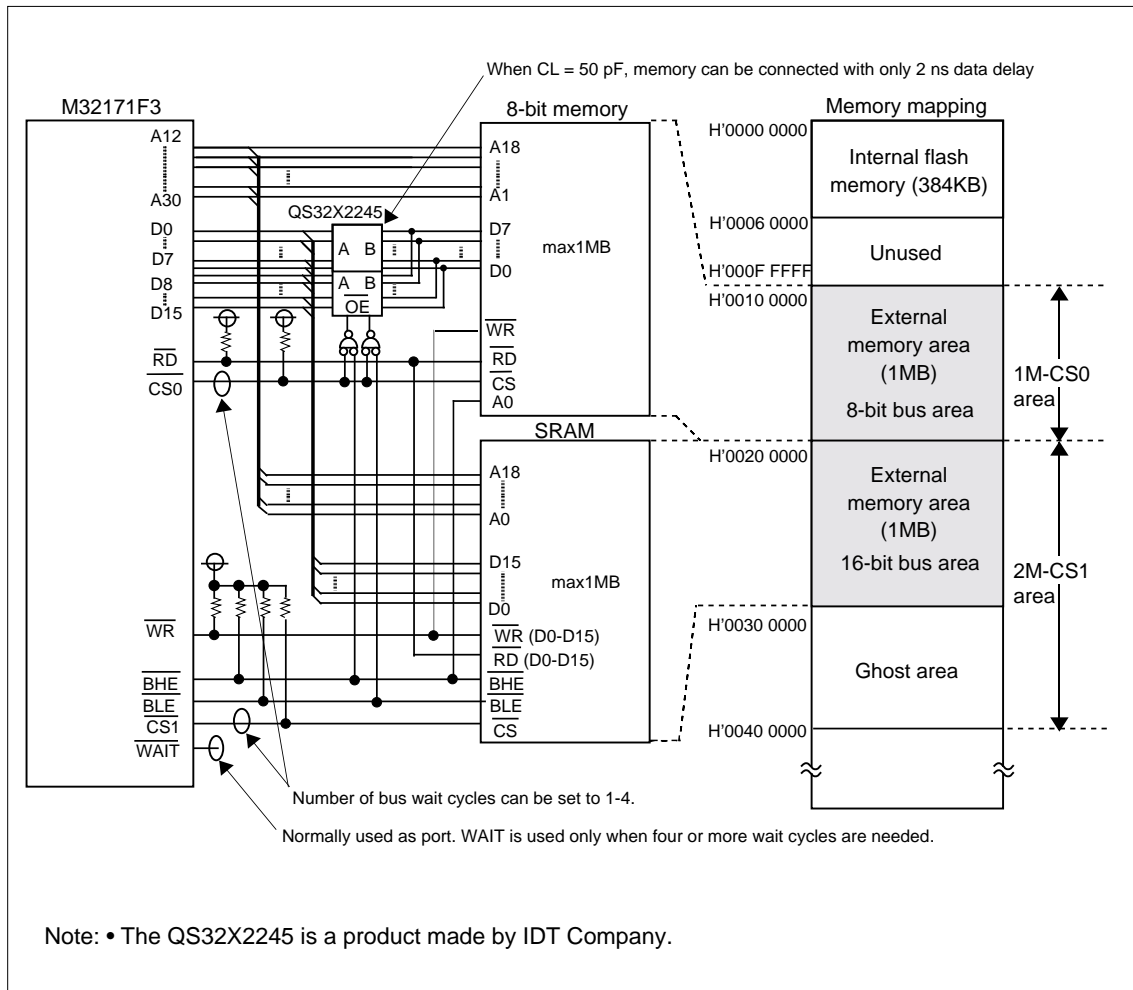 When CL = 50 pF, memory can be connected with only 2 ns data delay
M32171F3
8-bit memory
Memory mapping
A12
A30
D0
D7
D8
D15
RD
CS0
WR
BHE
BLE
CS1
WAIT
QS32X2245
A B
A B
OE
A18
A1
D7
D0
max1MB
WR
RD
CS
A0
SRAM
A18
A0
D15
D0
max1MB
WR (D0-D15)
RD (D0-D15)
BHE
BLE
CS
H'0000 0000
Internal flash
memory (384KB)
H'0006 0000
Unused
H'000F FFFF
H'0010 0000
External
memory area
(1MB)
8-bit bus area
1M-CS0
area
H'0020 0000
External
memory area
(1MB)
16-bit bus area
2M-CS1
area
H'0030 0000
Ghost area
H'0040 0000
Number of bus wait cycles can be set to 1-4.
Normally used as port. WAIT is used only when four or more wait cycles are needed.
Note: • The QS32X2245 is a product made by IDT Company.